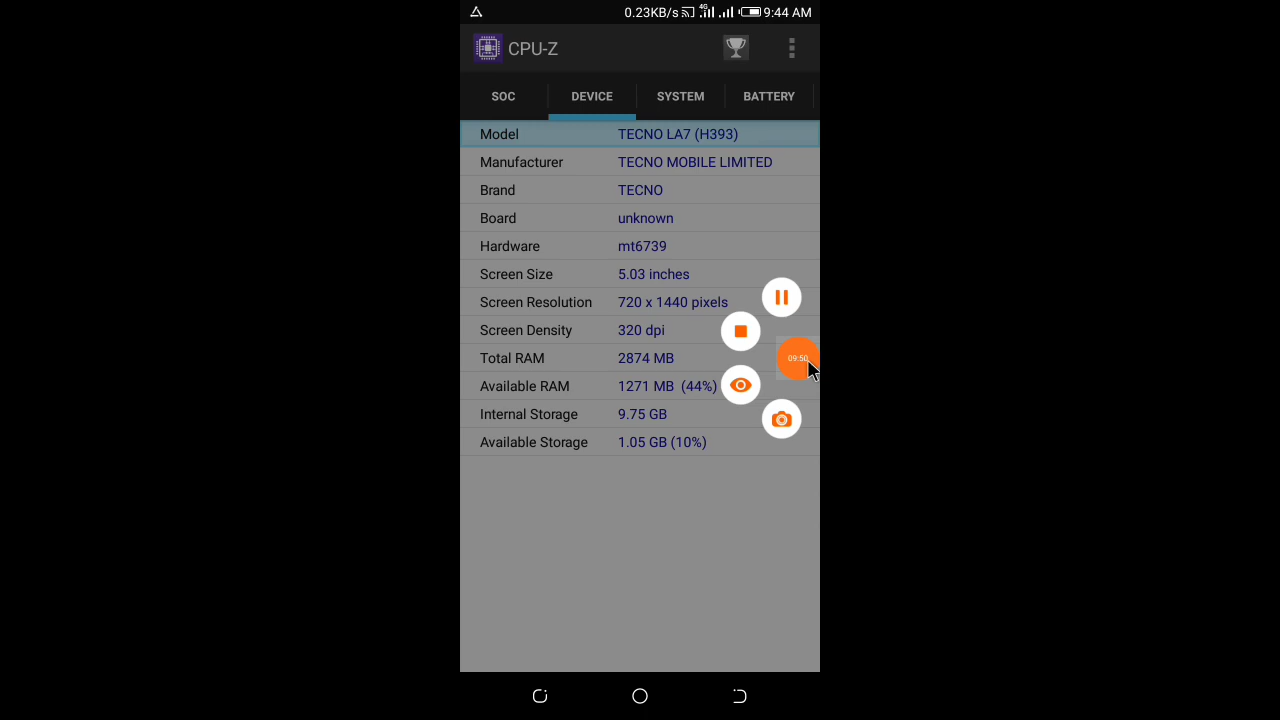 0.23KB/s 4G 9:44 AM
CPU-Z
SOC DEVICE SYSTEM BATTERY
Model TECNO LA7 (H393)
Manufacturer TECNO MOBILE LIMITED
Brand TECNO
Board unknown
Hardware mt6739
Screen Size 5.03 inches
Screen Resolution 720 x 1440 pixels
Screen Density 320 dpi
Total RAM 2874 MB
09:50
Available RAM 1271 MB (44%)
Internal Storage 9.75 GB
Available Storage 1.05 GB (10%)